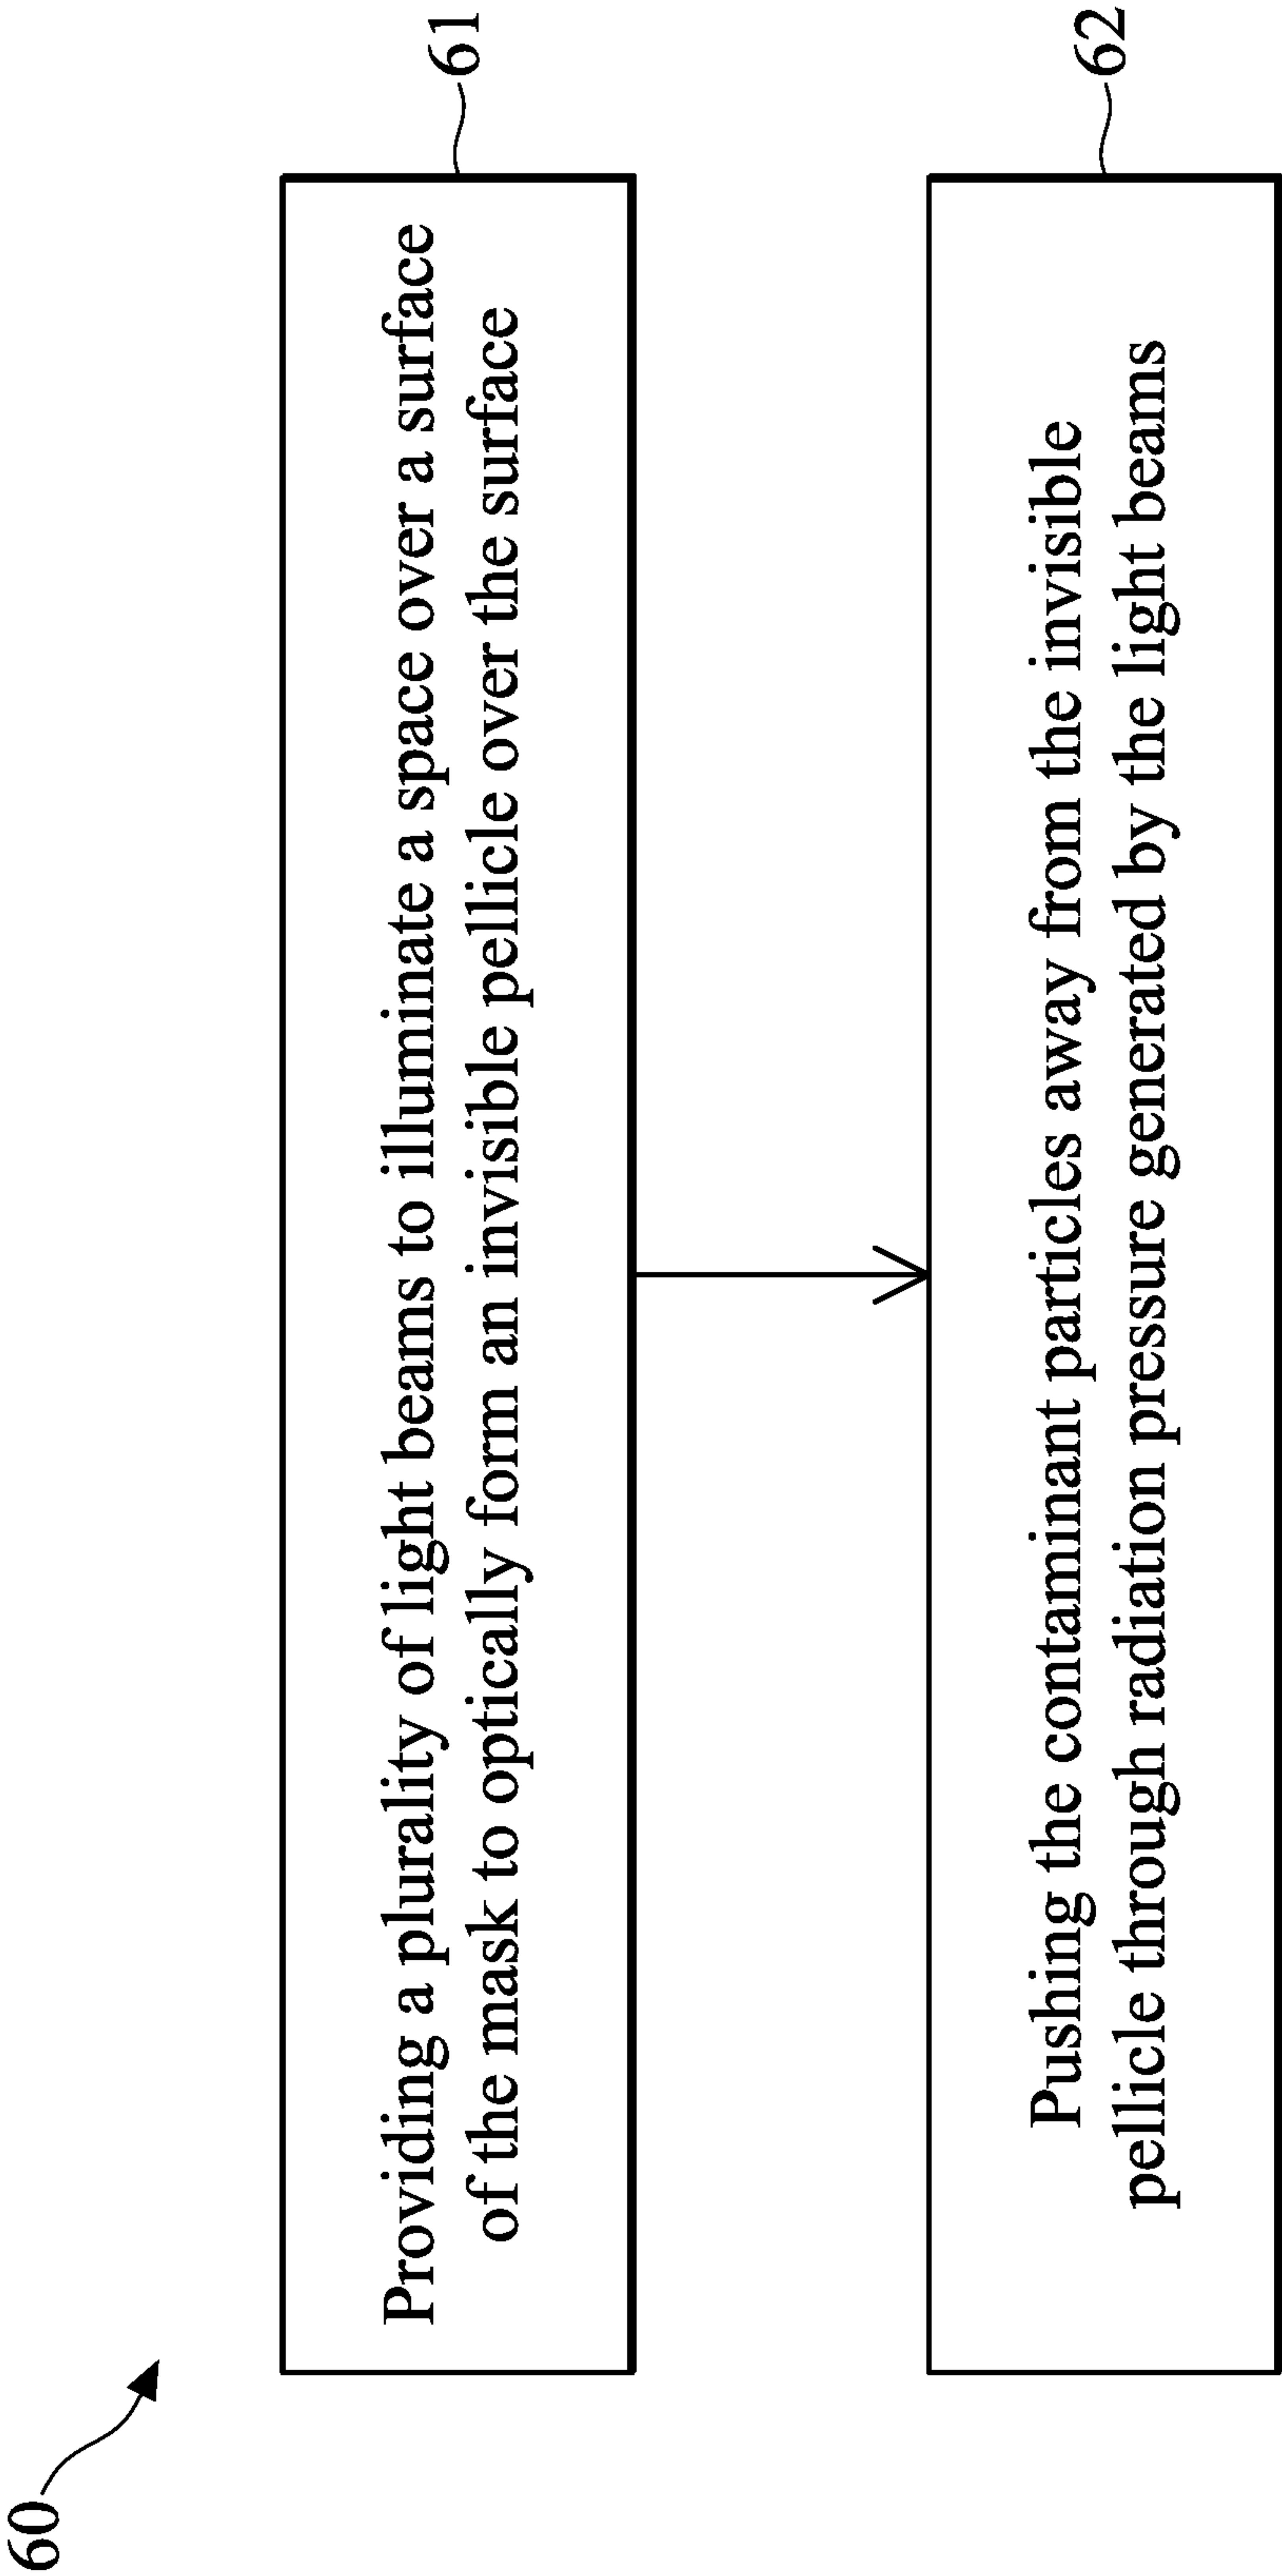 60
Providing a plurality of light beams to illuminate a space over a surface
of the mask to optically form an invisible pellicle over the surface
61
Pushing the contaminant particles away from the invisible
pellicle through radiation pressure generated by the light beams
62